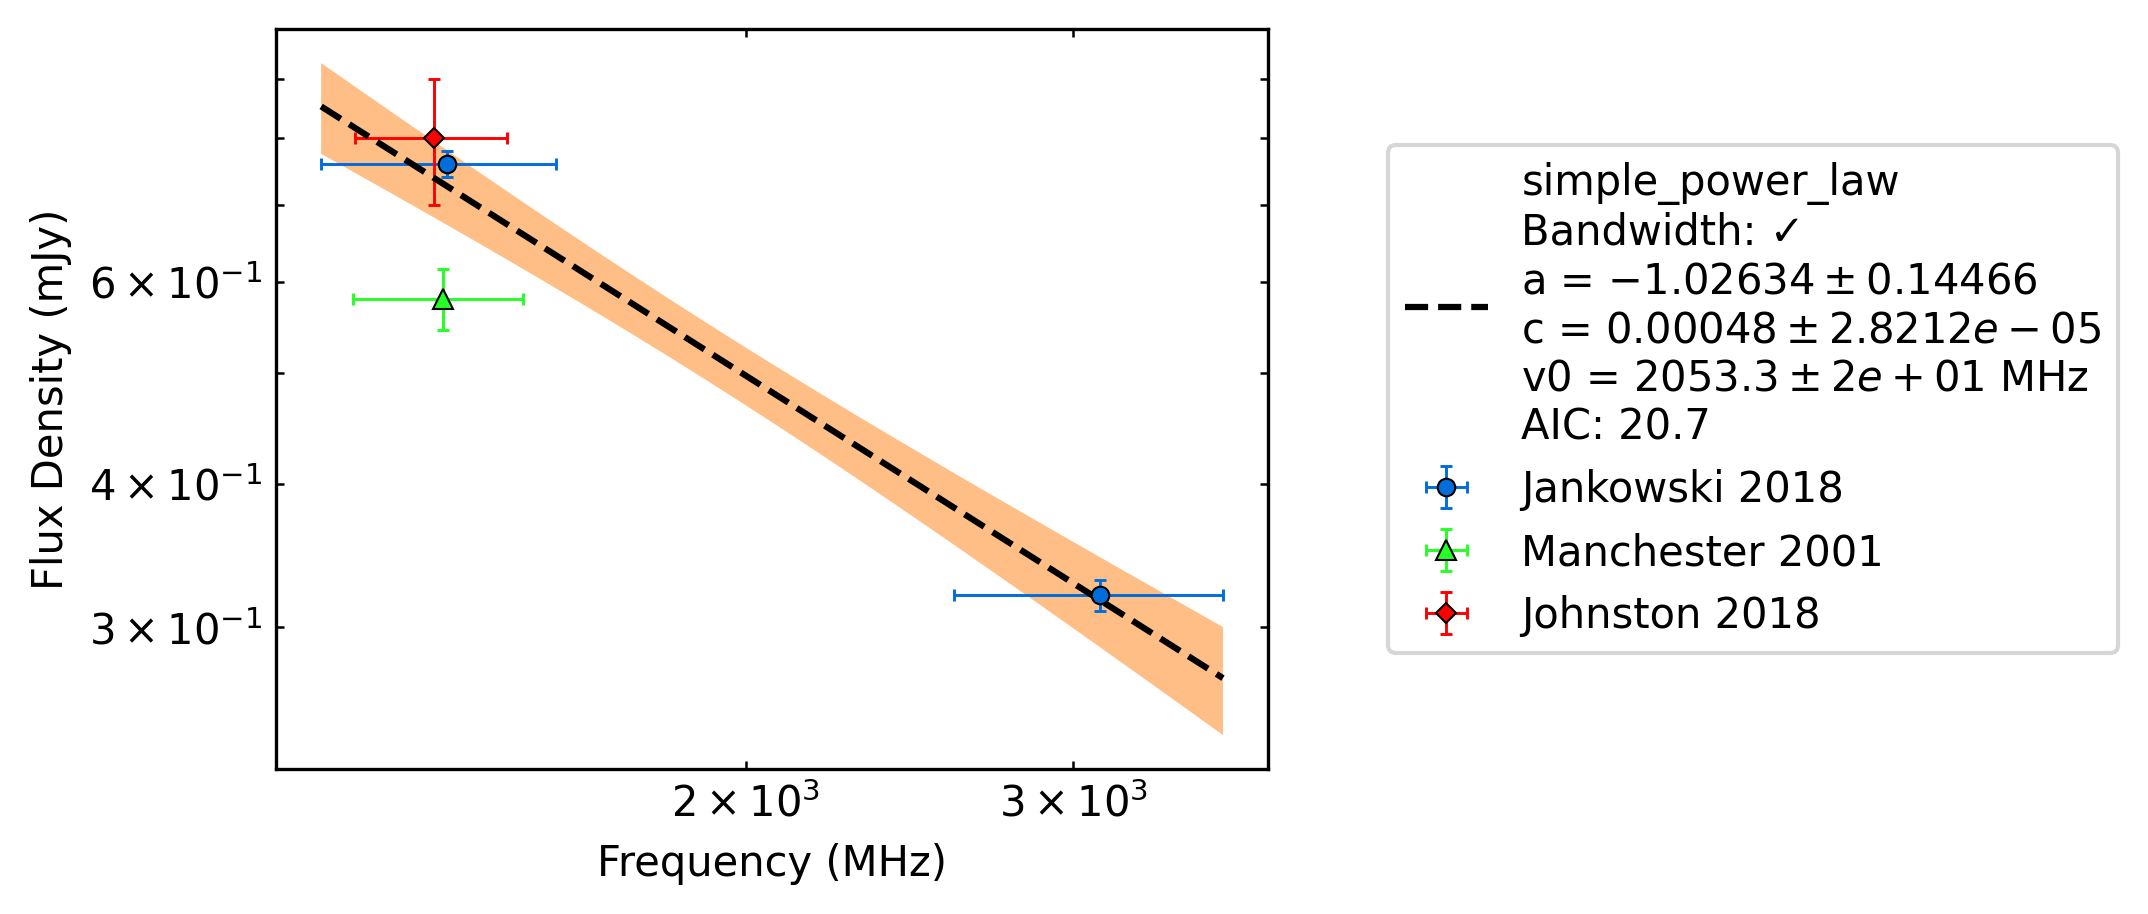 6 × 10⁻¹
4 × 10⁻¹
3 × 10⁻¹
Flux Density (mJy)
2 × 10³
3 × 10³
Frequency (MHz)
simple_power_law
Bandwidth: ✓
a = −1.02634 ± 0.14466
c = 0.00048 ± 2.8212e − 05
v0 = 2053.3 ± 2e + 01 MHz
AIC: 20.7
Jankowski 2018
Manchester 2001
Johnston 2018